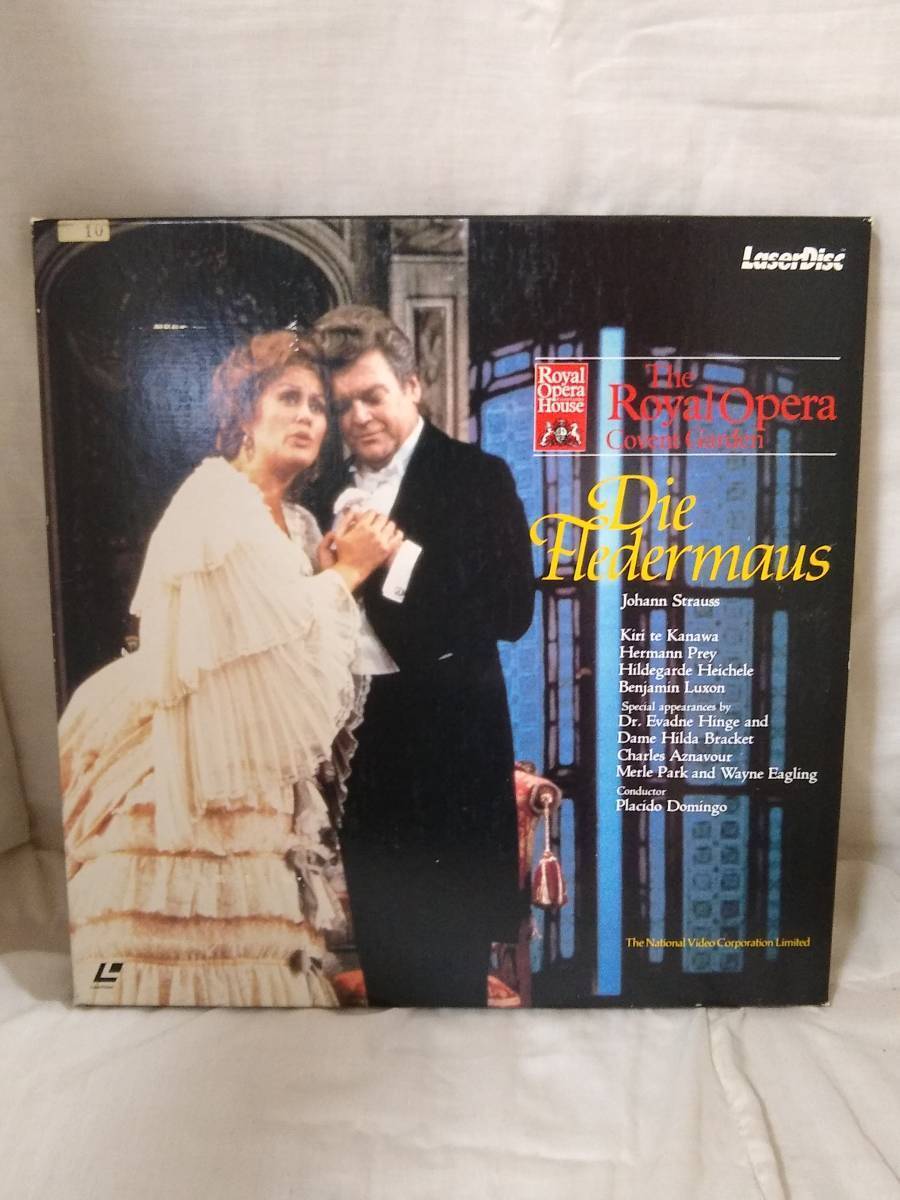 10
LaserDisc
Royal
Opera
House
The
Royal Opera
Covent Garden
Die
Fledermaus
Johann Strauss
Kiri te Kanawa
Hermann Prey
Hildegarde Heichele
Benjamin Luxon
Special appearances by
Dr. Evadne Hinge and
Dame Hilda Bracket
Charles Aznavour
Merle Park and Wayne Eagling
Conductor
Placido Domingo
The National Video Corporation Limited